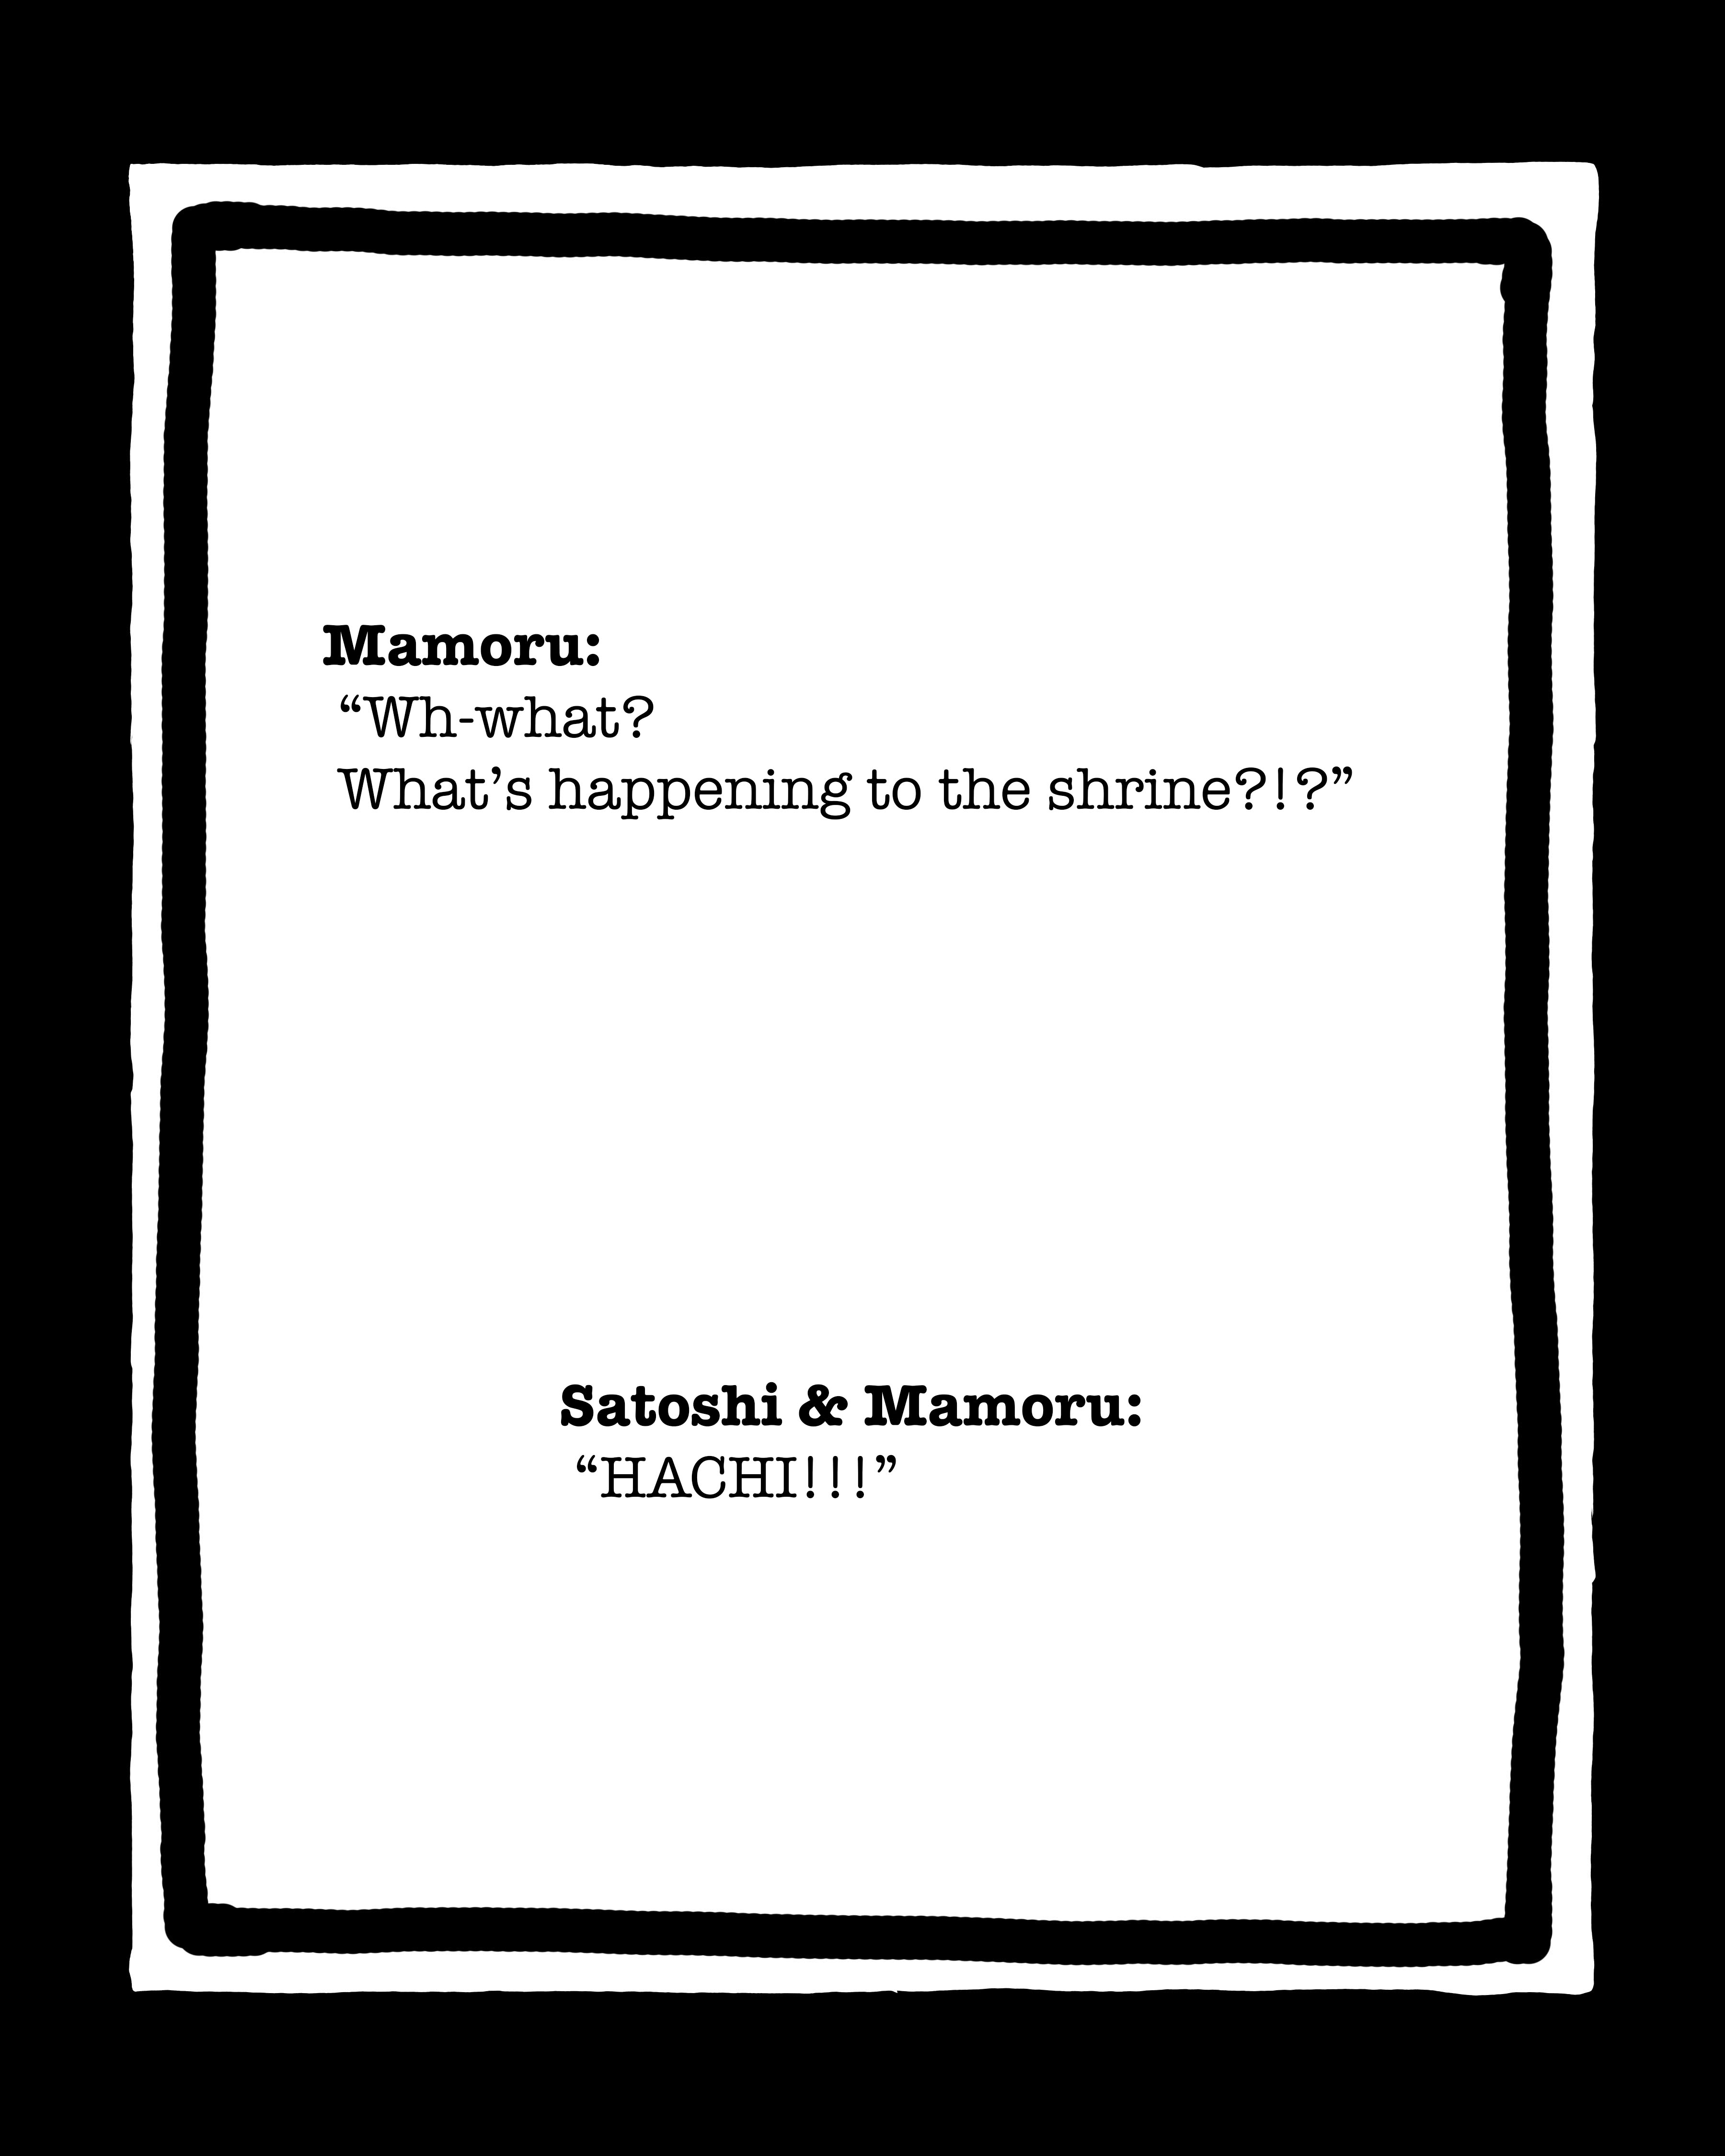 Mamoru:
“Wh-what?
What’s happening to the shrine?!?”
Satoshi & Mamoru:
“HACHI!!!”